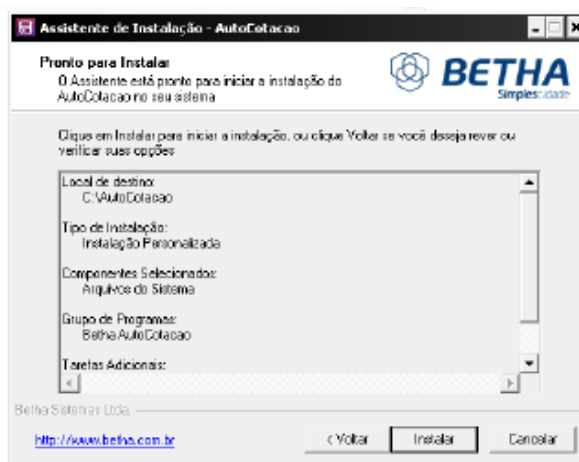 Assistente de Instalação - AutoCotacao
Pronto para Instalar
O Assistente está pronto para iniciar a instalação do
AutoCotacao no seu sistema
BETHA
Simplescidade
Clique em Instalar para iniciar a instalação, ou clique Voltar se você deseja rever ou
verificar suas opções
Local de destino:
C:\AutoCotacao
Tipo de Instalação:
Instalação Personalizada
Componentes Selecionados:
Arquivos do Sistema
Grupo de Programas:
Betha AutoCotacao
Tarefas Adicionais:
Betha Sistemas Ltda.
http://www.betha.com.br
< Voltar
Instalar
Cancelar